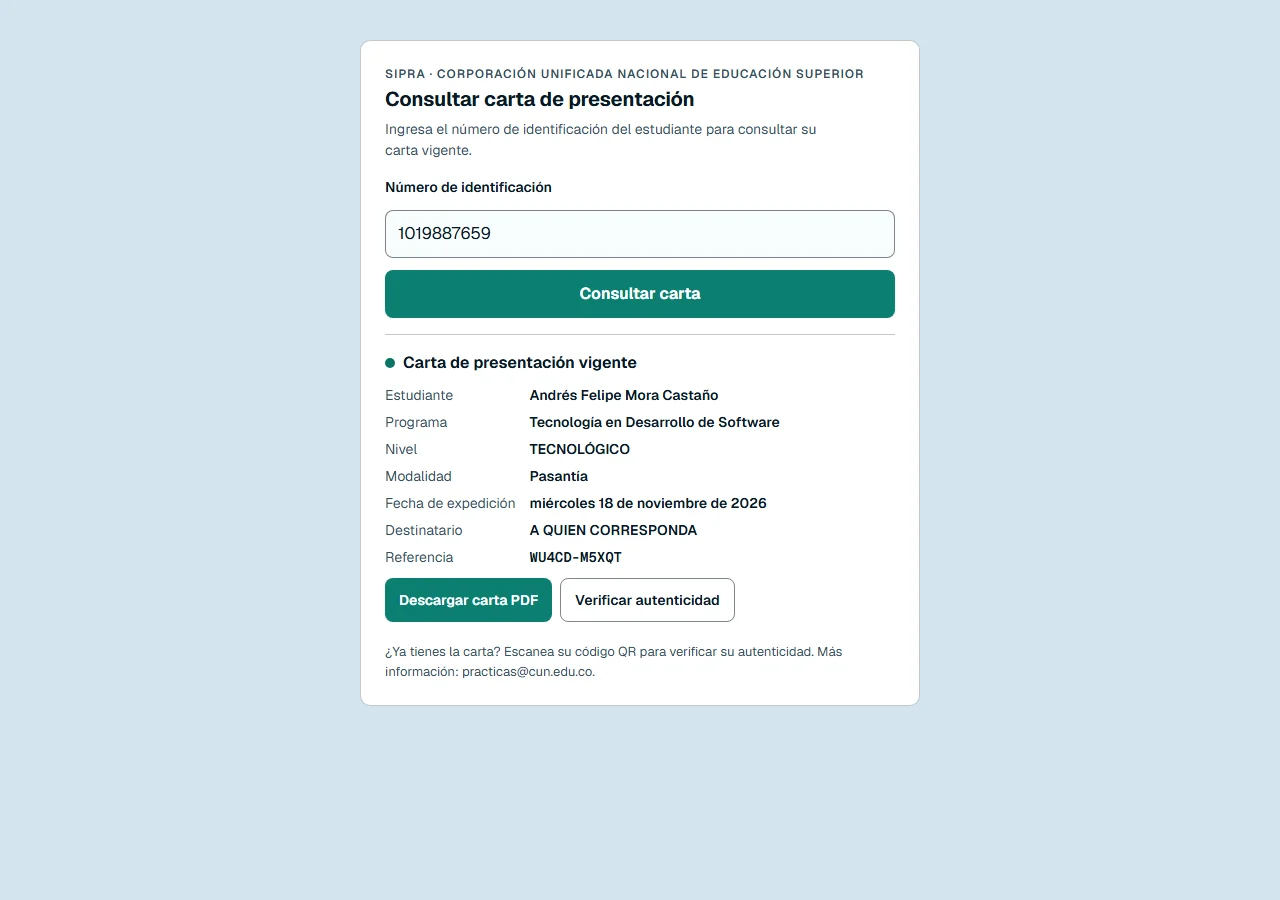 SIPRA · CORPORACIÓN UNIFICADA NACIONAL DE EDUCACIÓN SUPERIOR
Consultar carta de presentación
Ingresa el número de identificación del estudiante para consultar su
carta vigente.
Número de identificación
1019887659
Consultar carta
Carta de presentación vigente
Estudiante Andrés Felipe Mora Castaño
Programa Tecnología en Desarrollo de Software
Nivel TECNOLÓGICO
Modalidad Pasantía
Fecha de expedición miércoles 18 de noviembre de 2026
Destinatario A QUIEN CORRESPONDA
Referencia WU4CD-M5XQT
Descargar carta PDF Verificar autenticidad
¿Ya tienes la carta? Escanea su código QR para verificar su autenticidad. Más
información: practicas@cun.edu.co.